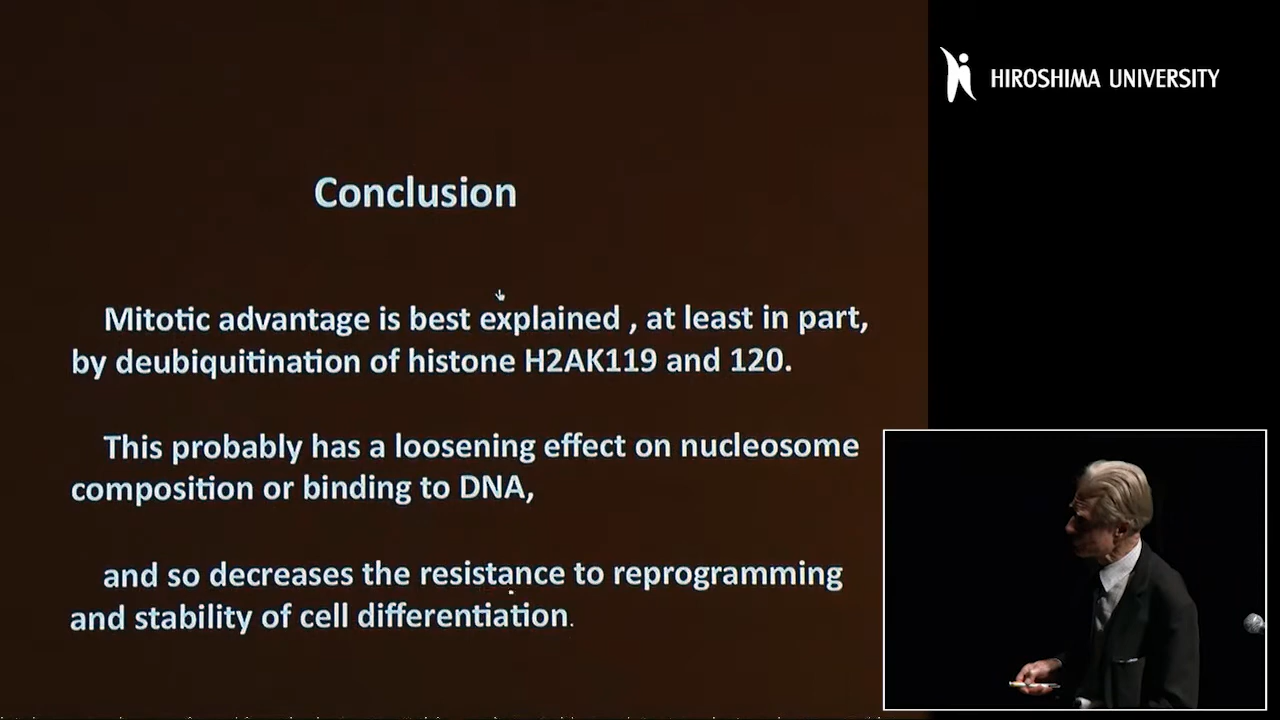 HIROSHIMA UNIVERSITY
Conclusion
Mitotic advantage is best explained , at least in part,
by deubiquitination of histone H2AK119 and 120.
This probably has a loosening effect on nucleosome
composition or binding to DNA,
and so decreases the resistance to reprogramming
and stability of cell differentiation.